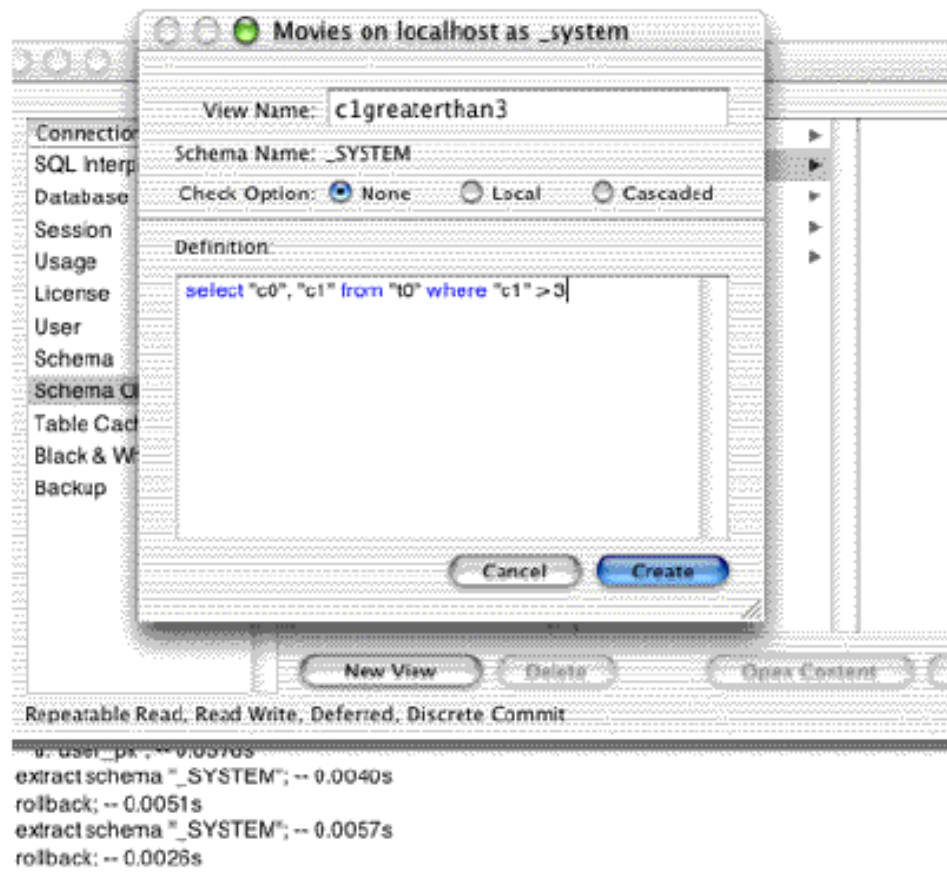 Movies on localhost as _system
View Name: c1greaterthan3
Schema Name: _SYSTEM
Check Option: None Local Cascaded
Definition:
select "c0", "c1" from "t0" where "c1" > 3
Connection
SQL Interp
Database
Session
Usage
License
User
Schema
Schema O
Table Cach
Black & Wh
Backup
Cancel Create
New View Delete Open Content
Repeatable Read, Read Write, Deferred, Discrete Commit
extract schema "_SYSTEM"; -- 0.0040s
rollback; -- 0.0051s
extract schema "_SYSTEM"; -- 0.0057s
rollback; -- 0.0026s